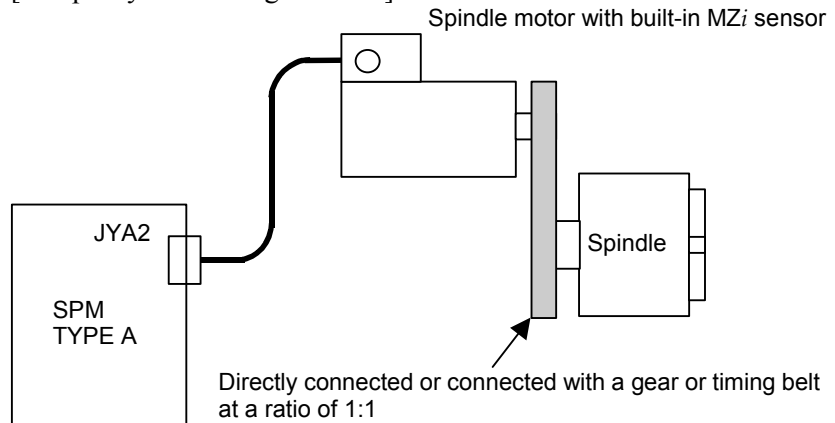 Spindle motor with built-in MZi sensor
JYA2
Spindle
SPM
TYPE A
Directly connected or connected with a gear or timing belt
at a ratio of 1:1